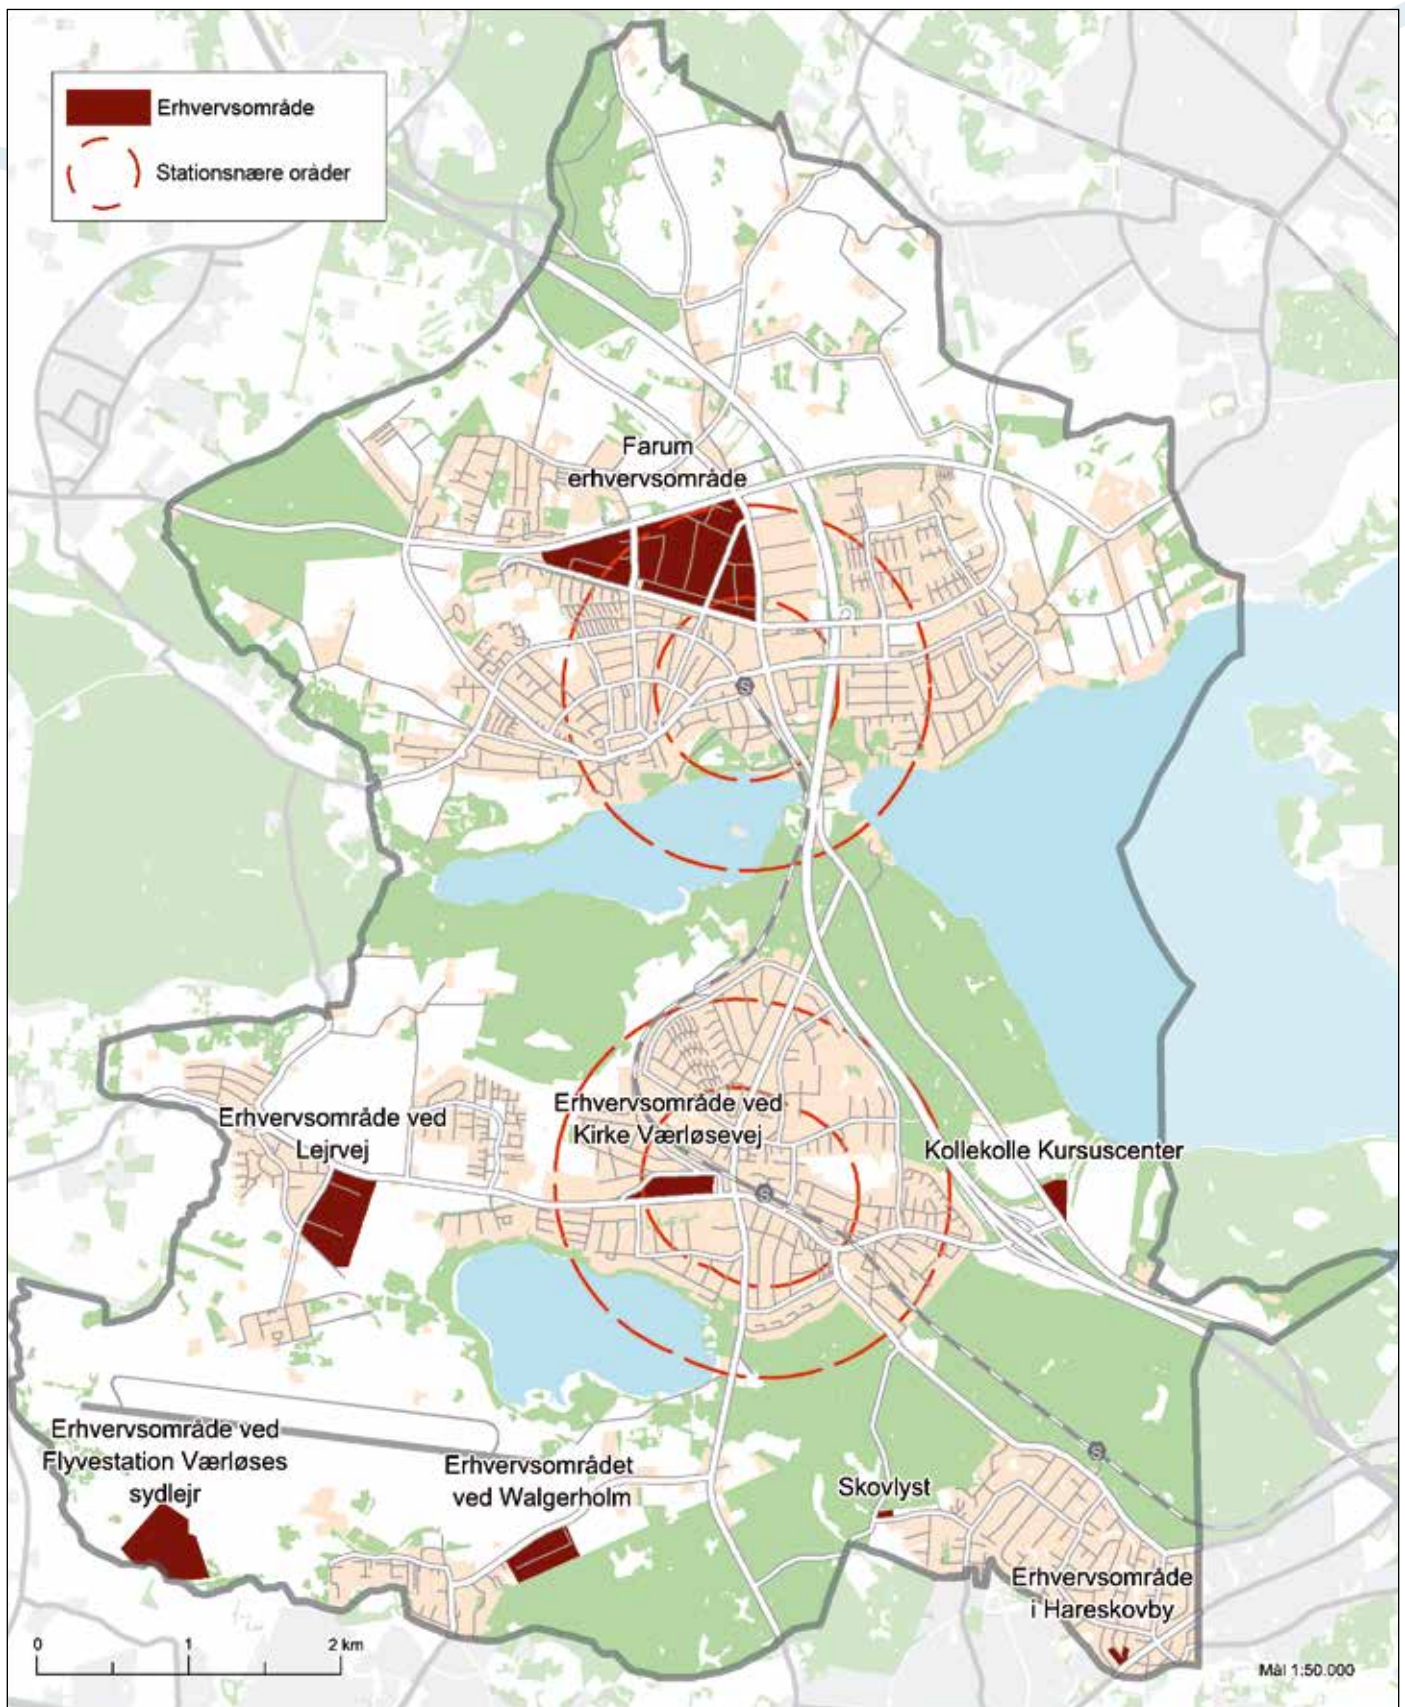 Erhvervsområde
Stationsnære oråder
Farum
erhvervsområde
S
Erhvervsområde ved
Lejrvej
Erhvervsområde ved
Kirke Værløsevej
Kollekolle Kursuscenter
S
Erhvervsområde ved
Flyvestation Værløses
sydlejr
Erhvervsområdet
ved Walgerholm
Skovlyst
S
Erhvervsområde
i Hareskovby
0 1 2 km
Mål 1:50.000